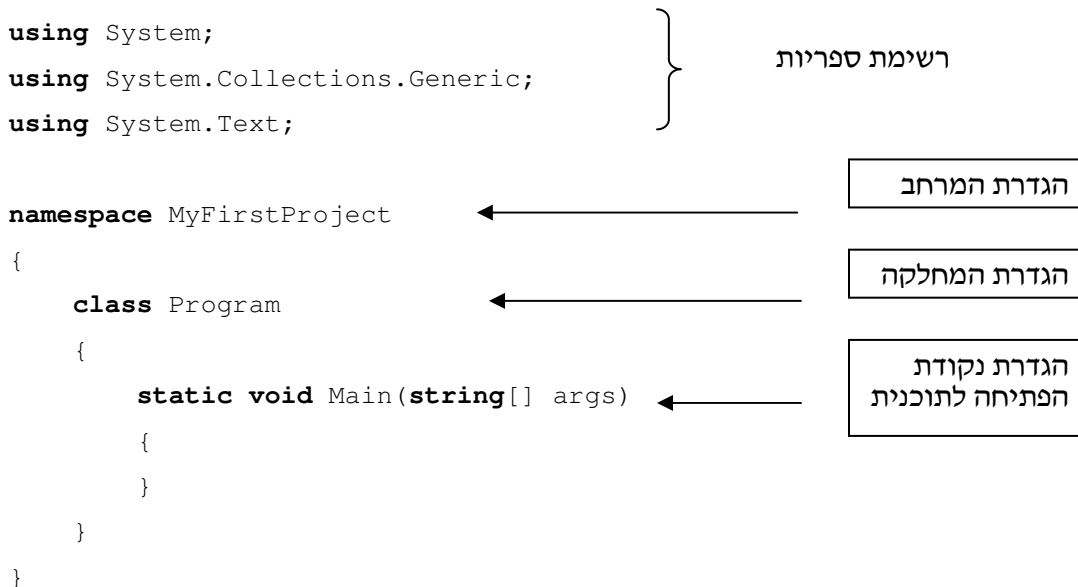 using System;
using System.Collections.Generic;
using System.Text;
רשימת ספריות
namespace MyFirstProject
הגדרת המרחב
{
class Program
הגדרת המחלקה
{
static void Main(string[] args)
הגדרת נקודת
הפתיחה לתוכנית
{
}
}
}